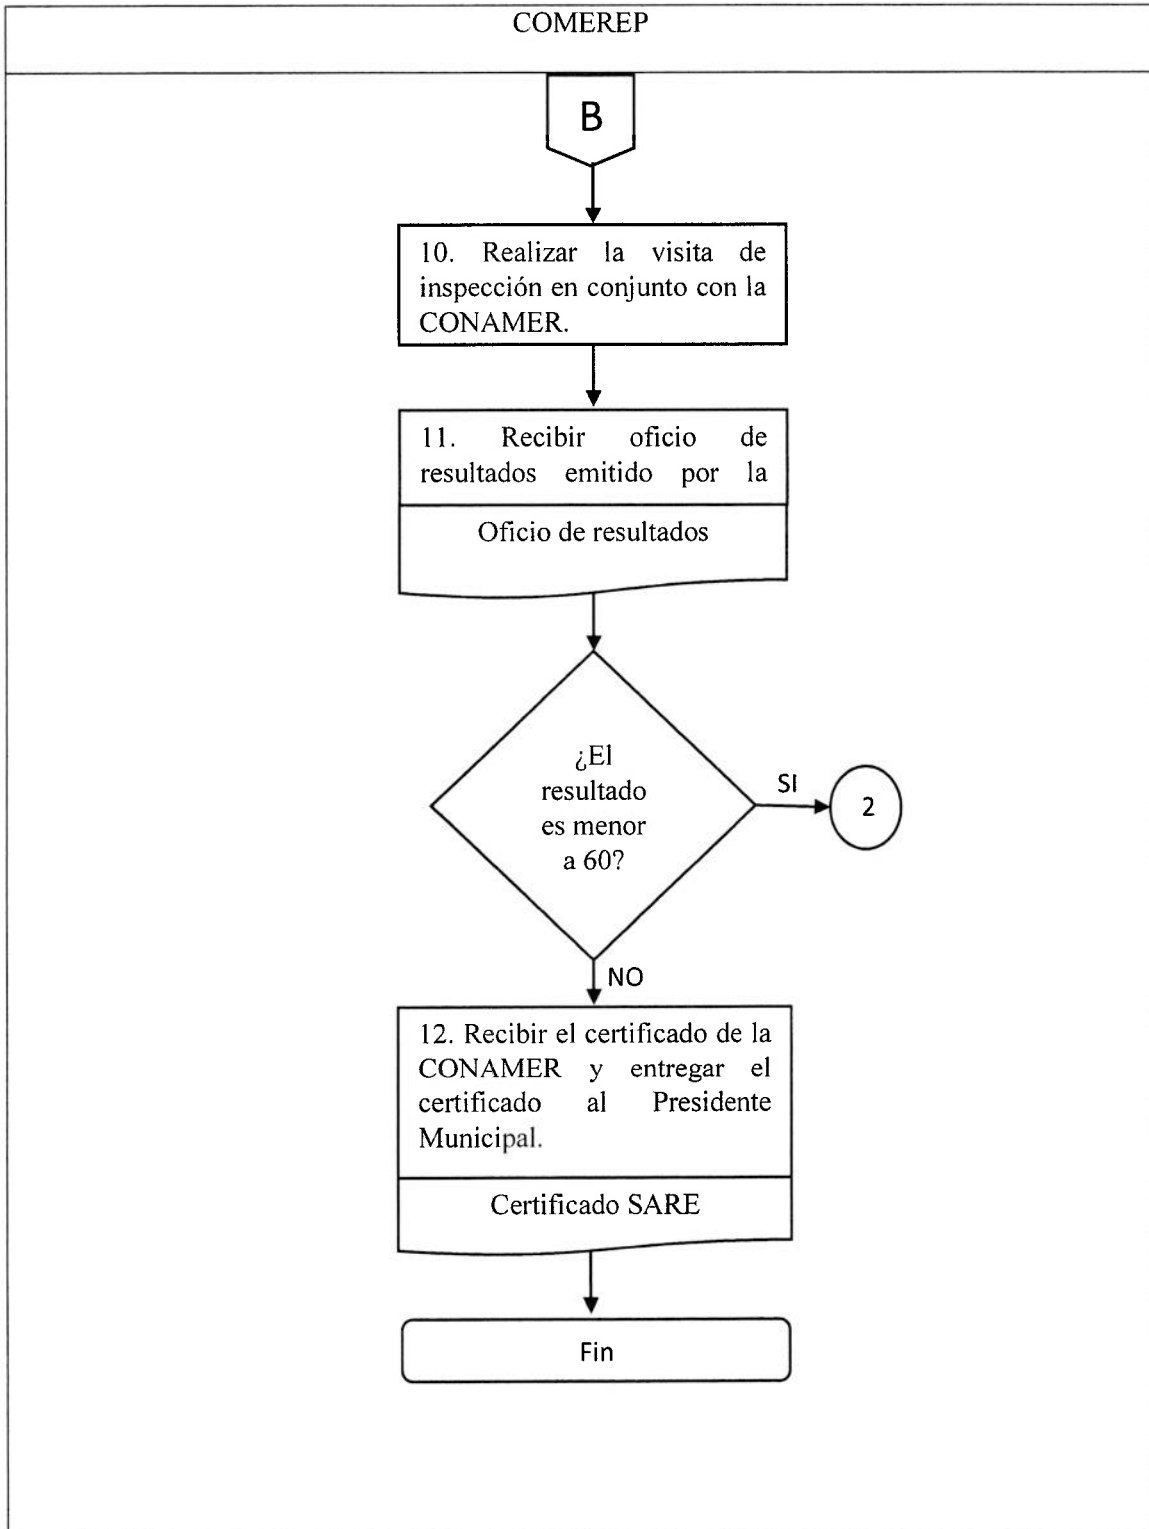 COMEREP
B
10. Realizar la visita de
inspección en conjunto con la
CONAMER.
11. Recibir oficio de
resultados emitido por la
Oficio de resultados
¿El
resultado
es menor
a 60?
SI
2
NO
12. Recibir el certificado de la
CONAMER y entregar el
certificado al Presidente
Municipal.
Certificado SARE
Fin